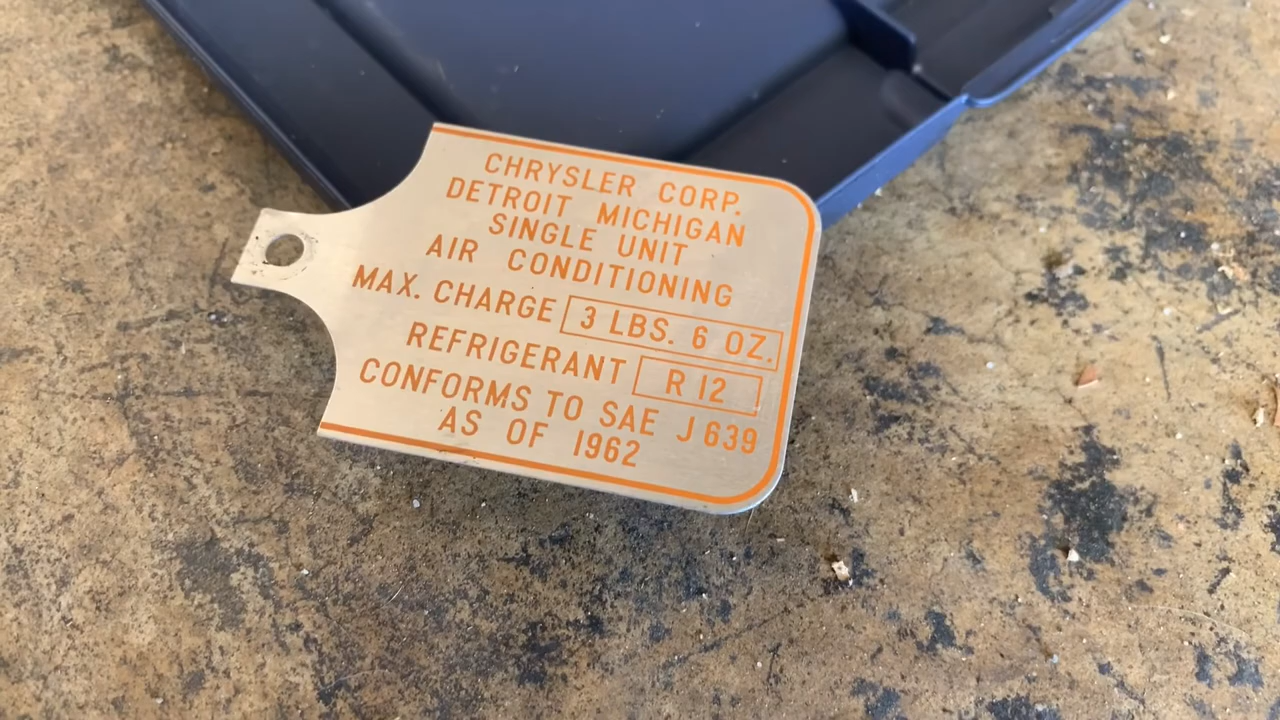 CHRYSLER CORP.
DETROIT MICHIGAN
SINGLE UNIT
AIR CONDITIONING
MAX. CHARGE 3 LBS. 6 OZ.
REFRIGERANT R 12
CONFORMS TO SAE J639
AS OF 1962